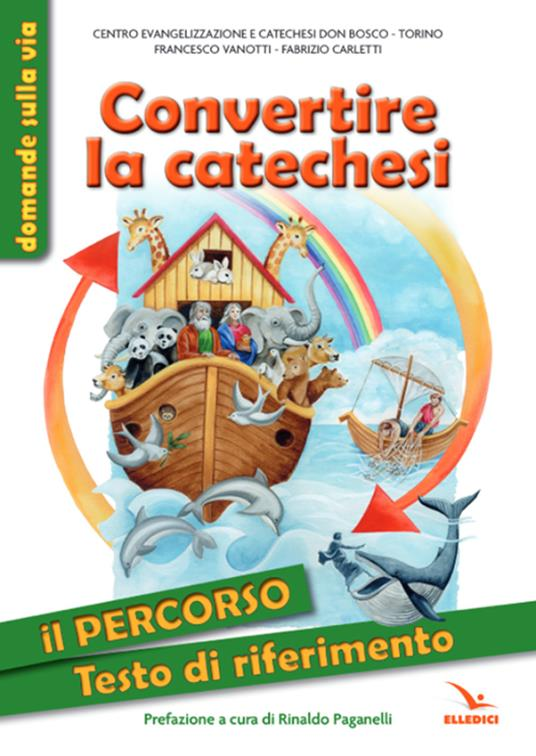 CENTRO EVANGELIZZAZIONE E CATECHESI DON BOSCO - TORINO
FRANCESCO VANOTTI - FABRIZIO CARLETTI
domande sulla via
Convertire
la catechesi
il PERCORSO
Testo di riferimento
Prefazione a cura di Rinaldo Paganelli
ELLEDICI